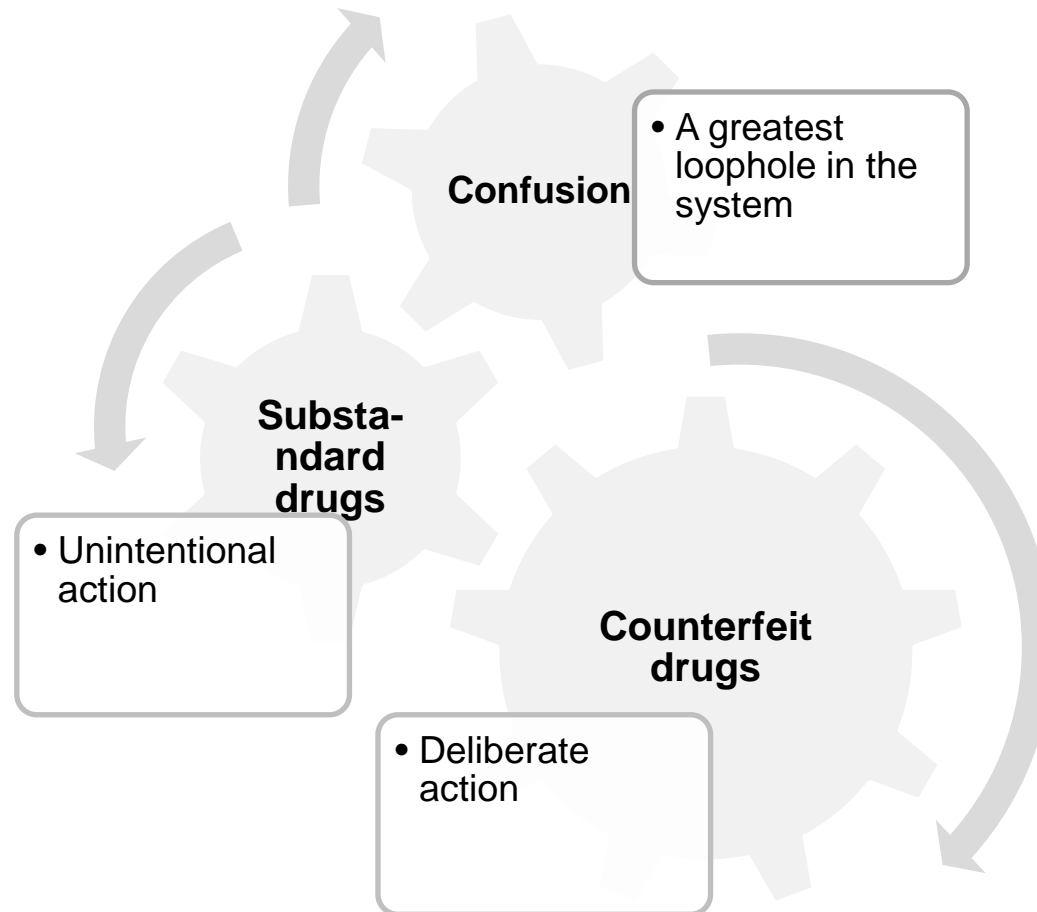 Confusion
• A greatest
loophole in the
system
Substa-
ndard
drugs
• Unintentional
action
Counterfeit
drugs
• Deliberate
action